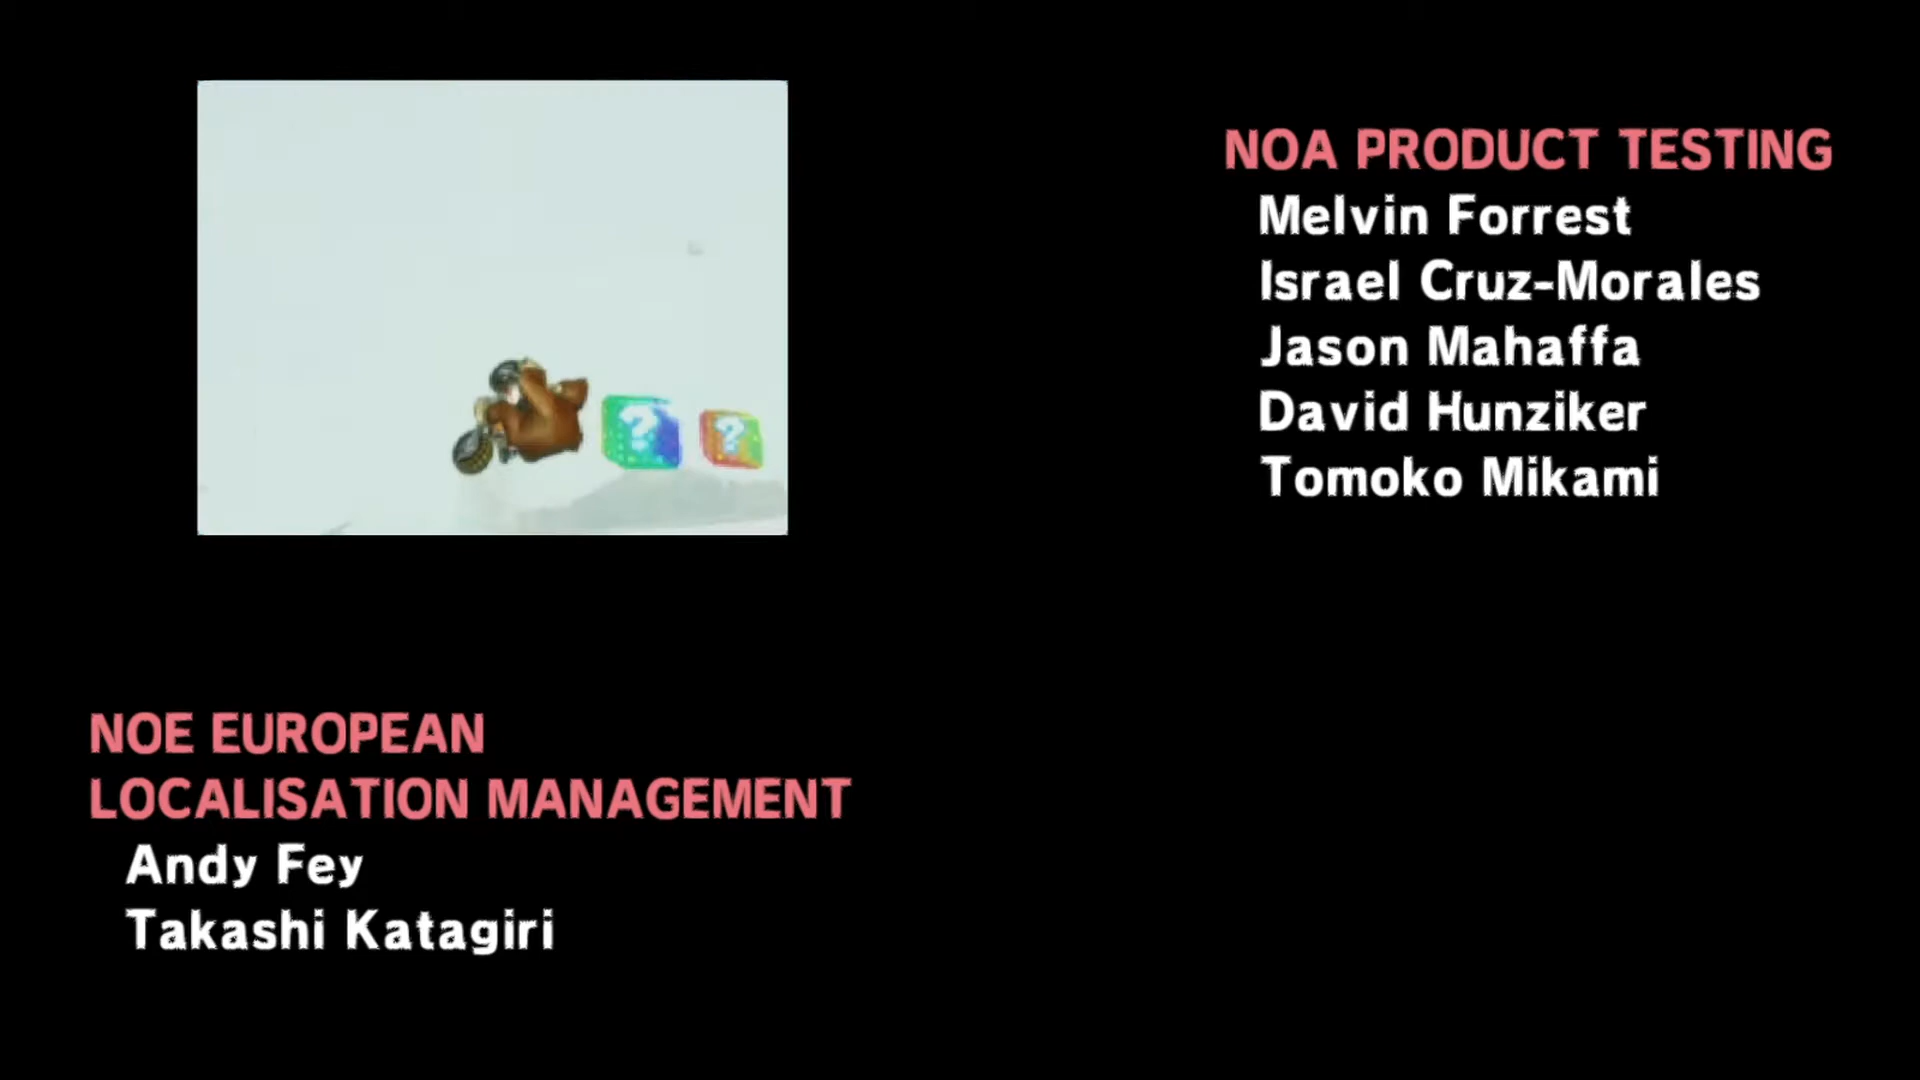 NOA PRODUCT TESTING
Melvin Forrest
Israel Cruz-Morales
Jason Mahaffa
David Hunziker
Tomoko Mikami
? ?
NOE EUROPEAN
LOCALISATION MANAGEMENT
Andy Fey
Takashi Katagiri